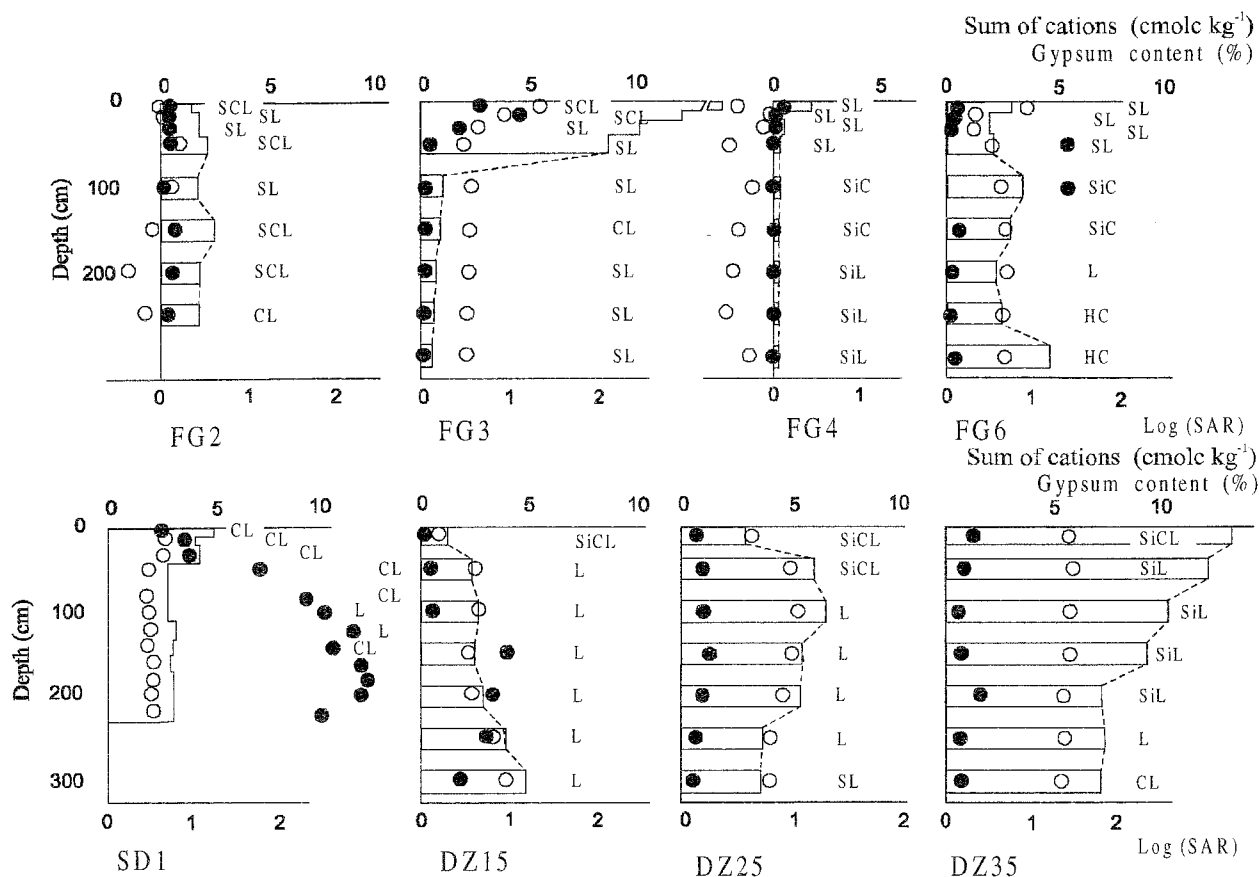 Sum of cations (cmolc kg-1)
Gypsum content (%)
0 5 10
0 5 10
0 5
0 5 10
Depth (cm)
0
100
200
SCL
SL
SL
SCL
SL
SCL
SCL
CL
SCL
SCL
SL
SL
SL
CL
SL
SL
SL
SL
SL
SL
SL
SiC
SiC
SiL
SiL
SiL
SL
SL
SL
SL
SiC
SiC
L
HC
HC
0 1 2
0 1 2
0 1
0 1 2
FG2
FG3
FG4
FG6
Log (SAR)
Sum of cations (cmolc kg-1)
Gypsum content (%)
0 5 10
0 5 10
0 5 10
0 5 10
Depth (cm)
0
100
200
300
CL
CL
CL
CL
CL
L
L
CL
SiCL
L
L
L
L
L
L
SiCL
SiCL
L
L
L
L
SL
SiCL
SiL
SiL
SiL
SiL
L
CL
0 1 2
0 1 2
0 1 2
0 1 2
Log (SAR)
SD1
DZ15
DZ25
DZ35